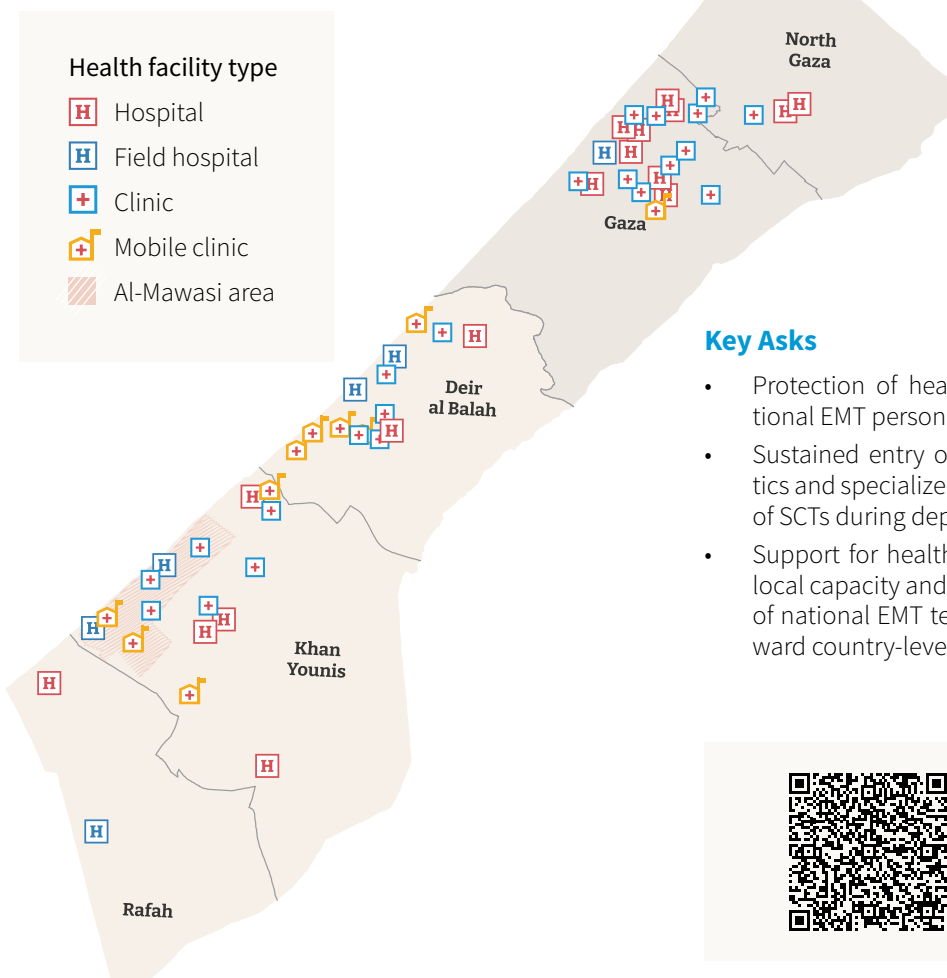 Health facility type
H Hospital
H Field hospital
Clinic
Mobile clinic
Al-Mawasi area
North
Gaza
Gaza
Deir
al Balah
Khan
Younis
Rafah
Key Asks
• Protection of heal
tional EMT person
• Sustained entry o
tics and specialize
of SCTs during dep
• Support for health
local capacity and
of national EMT te
ward country-leve